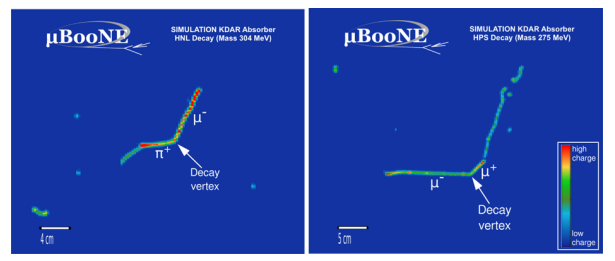 µBooNE
SIMULATION KDAR Absorber
HNL Decay (Mass 304 MeV)
µ⁻
π⁺
Decay
vertex
4 cm
µBooNE
SIMULATION KDAR Absorber
HPS Decay (Mass 275 MeV)
µ⁺
µ⁻
Decay
vertex
5 cm
high
charge
low
charge